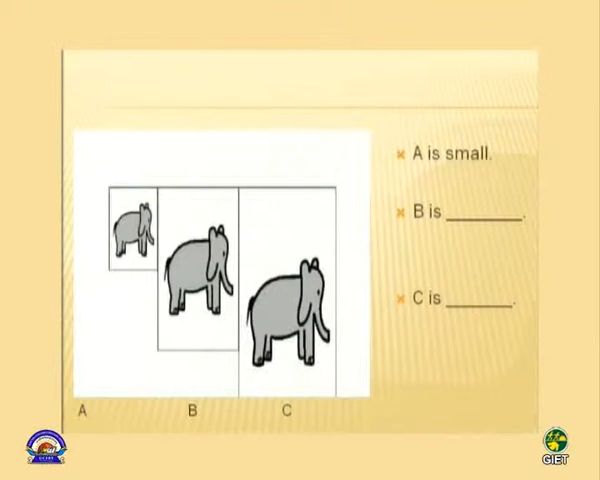 A is small.
B is ________.
C is _______.
A B C
GIET